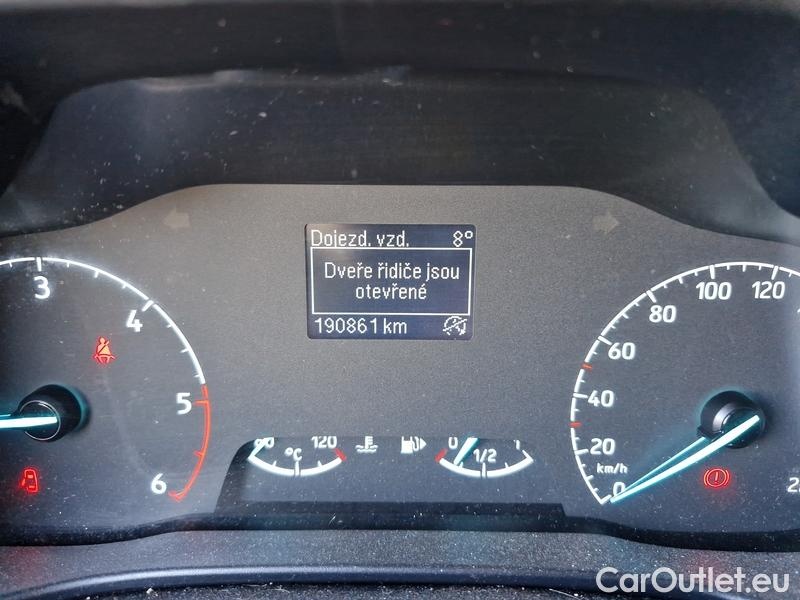 Dojezd. vzd. 8°
Dveře řidiče jsou
otevřené
190861 km
3
4
5
6
60 120
°C
0 1/2 1
0
20
40
60
80
100
120
km/h
CarOutlet.eu